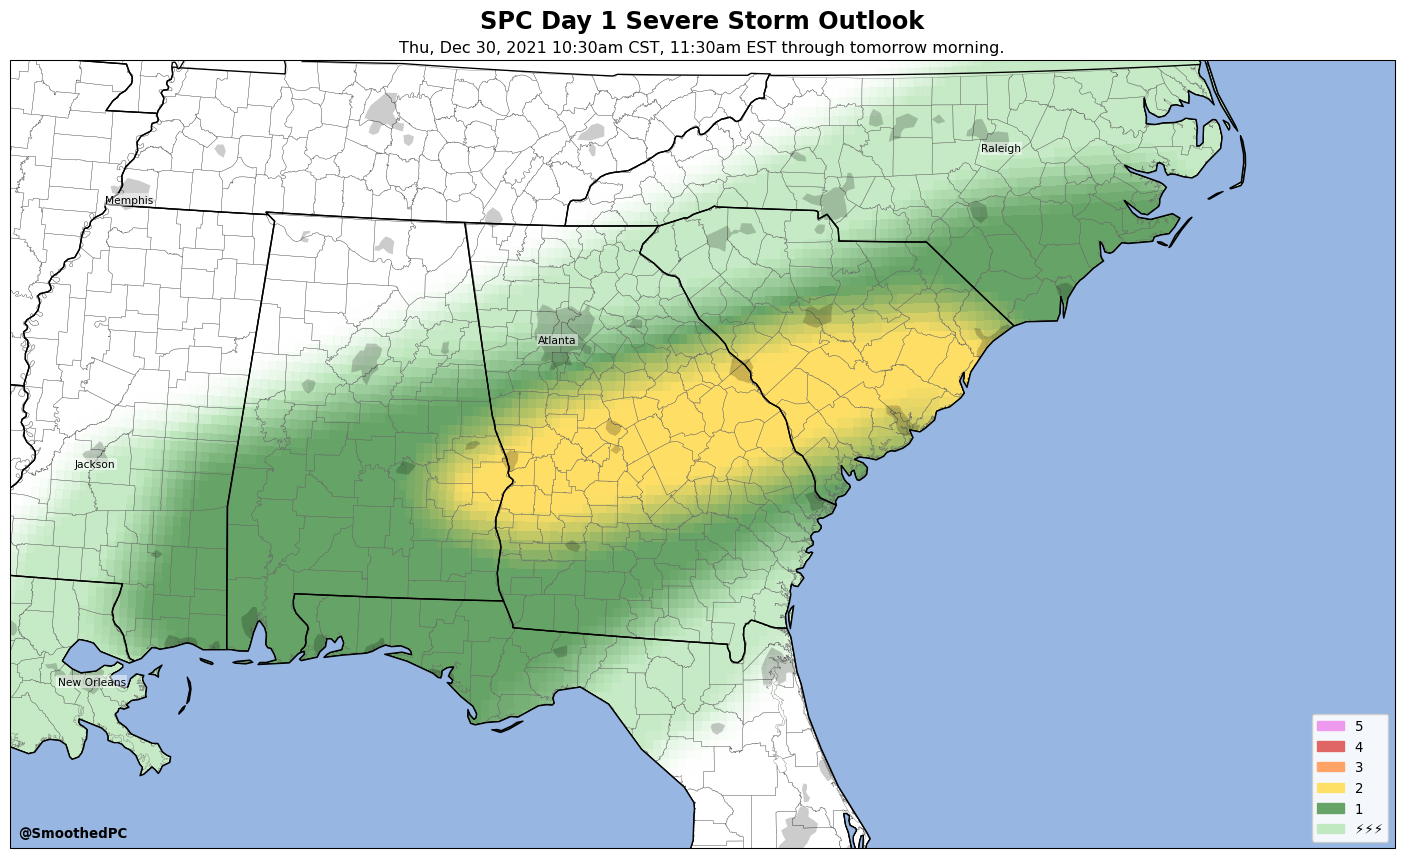 SPC Day 1 Severe Storm Outlook
Thu, Dec 30, 2021 10:30am CST, 11:30am EST through tomorrow morning.
Raleigh
Memphis
Atlanta
Jackson
New Orleans
5
4
3
2
1
⚡⚡⚡
@SmoothedPC